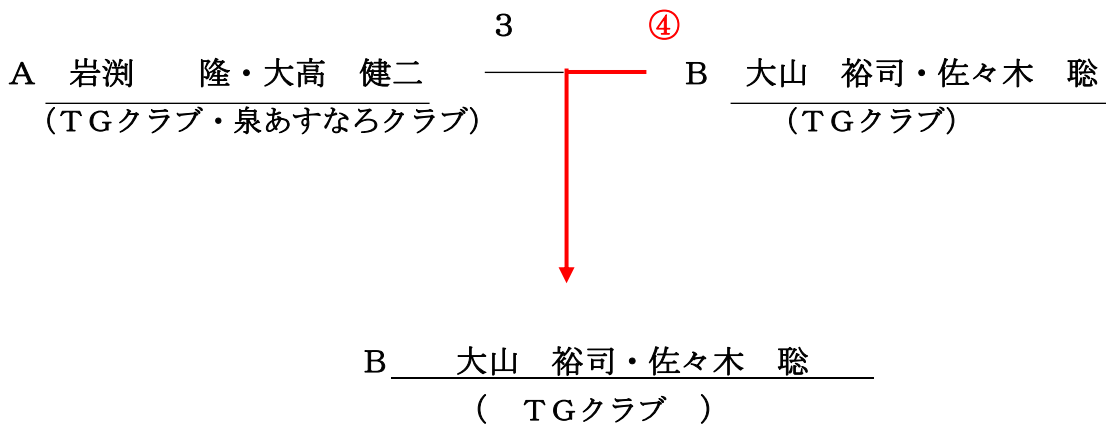 3 ④
A 岩渕 隆・大高 健二 B 大山 裕司・佐々木 聡
（TGクラブ・泉あすなろクラブ） （TGクラブ）
B 大山 裕司・佐々木 聡
（ TGクラブ ）